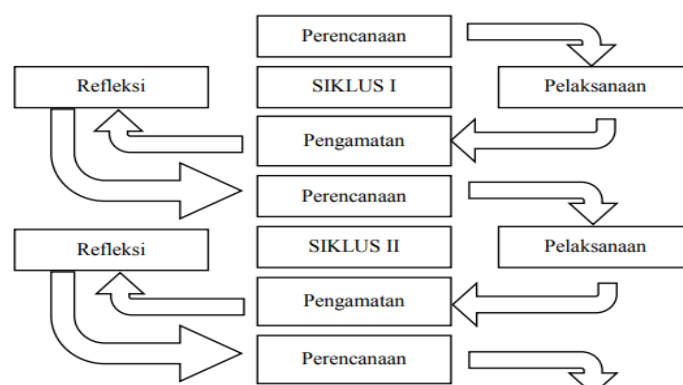 Perencanaan
Refleksi
SIKLUS I
Pelaksanaan
Pengamatan
Perencanaan
Refleksi
SIKLUS II
Pelaksanaan
Pengamatan
Perencanaan